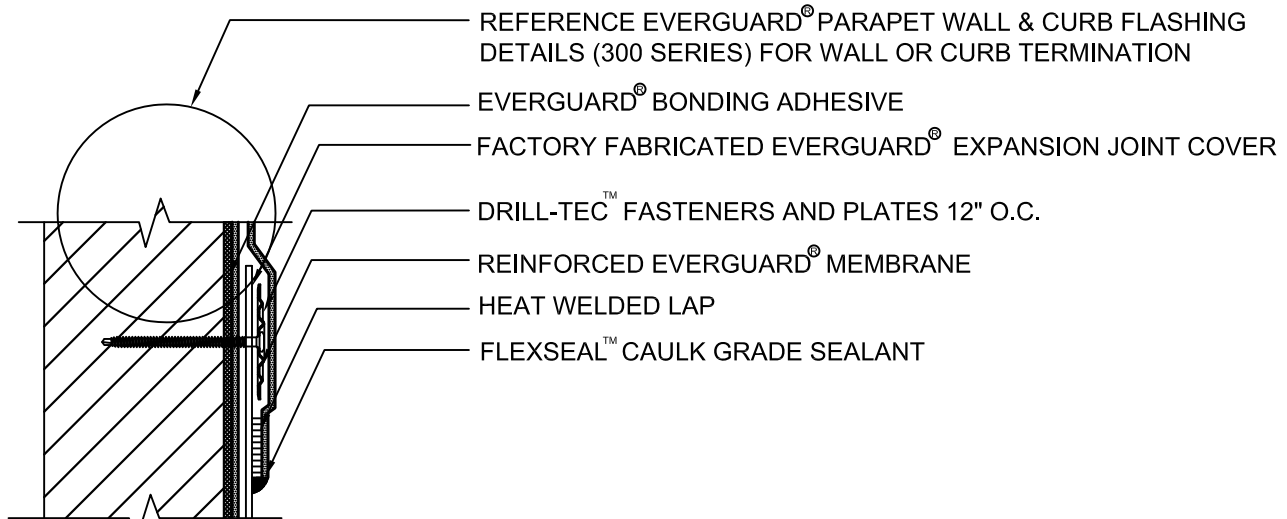 REFERENCE EVERGUARD® PARAPET WALL & CURB FLASHING
DETAILS (300 SERIES) FOR WALL OR CURB TERMINATION
EVERGUARD® BONDING ADHESIVE
FACTORY FABRICATED EVERGUARD® EXPANSION JOINT COVER
DRILL-TEC™ FASTENERS AND PLATES 12" O.C.
REINFORCED EVERGUARD® MEMBRANE
HEAT WELDED LAP
FLEXSEAL™ CAULK GRADE SEALANT